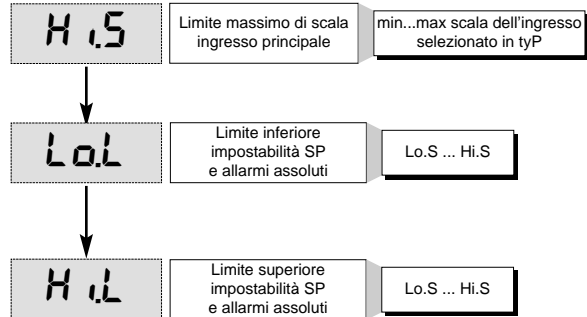 Hi.S
Limite massimo di scala
ingresso principale
min...max scala dell'ingresso
selezionato in tyP
Lo.L
Limite inferiore
impostabilità SP
e allarmi assoluti
Lo.S ... Hi.S
Hi.L
Limite superiore
impostabilità SP
e allarmi assoluti
Lo.S ... Hi.S